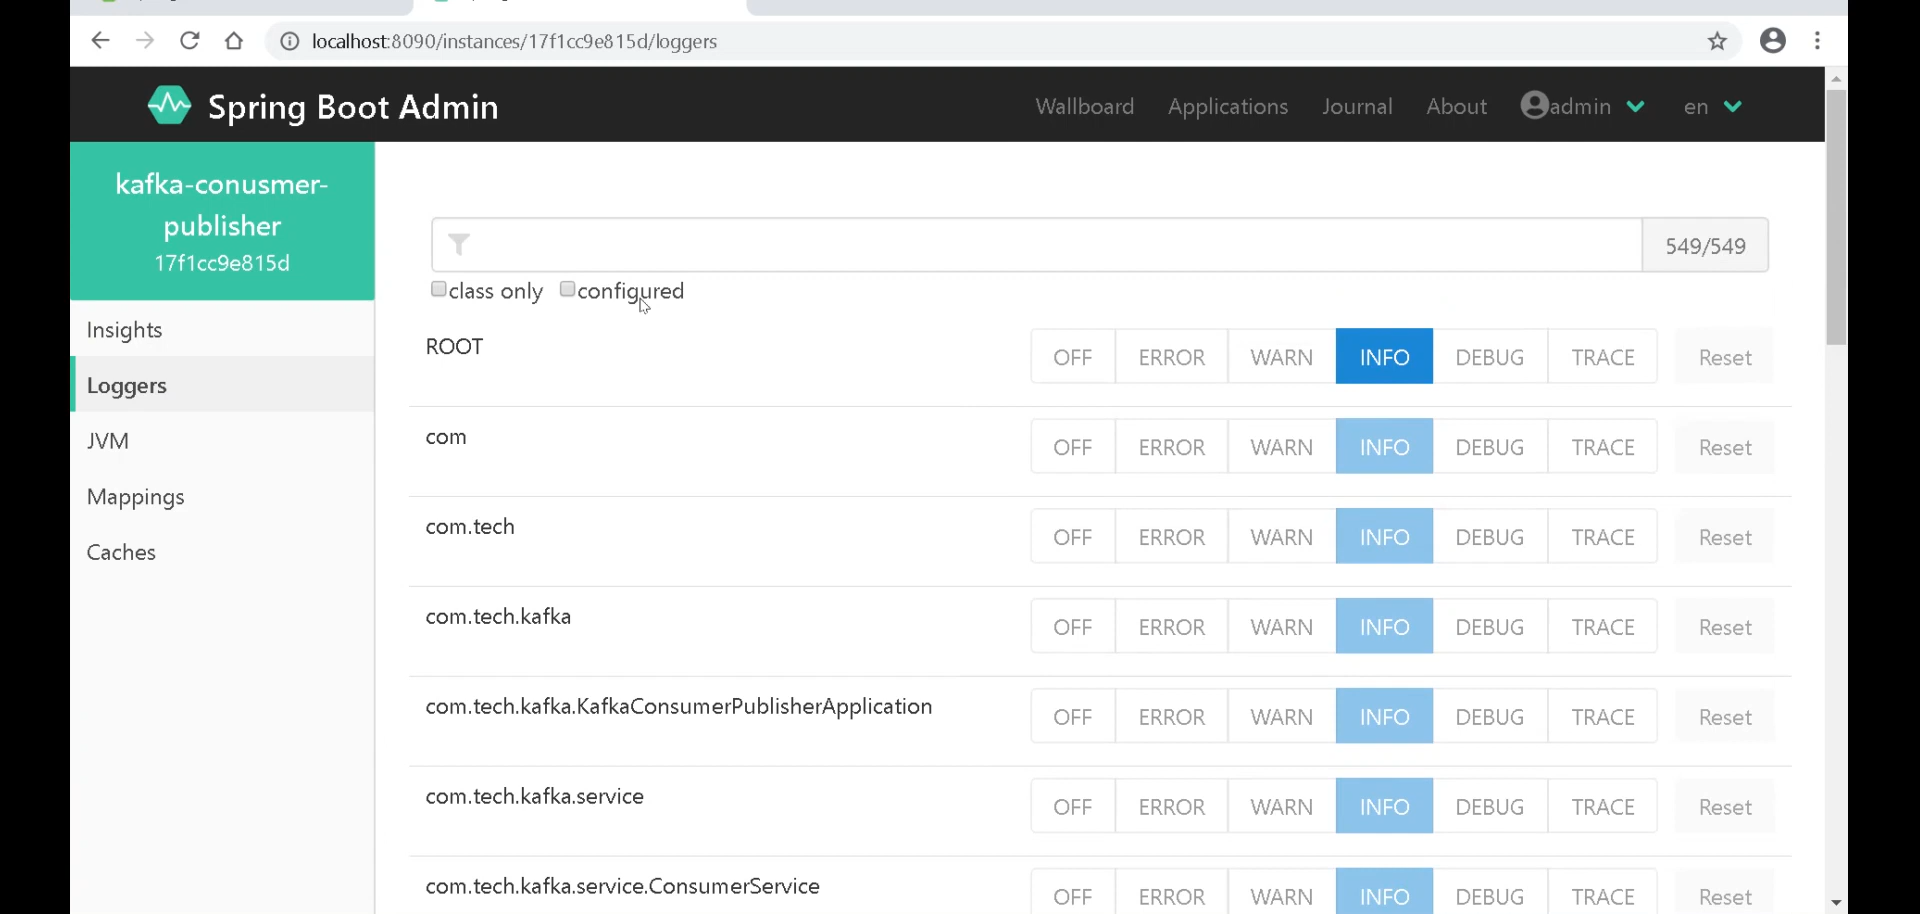 localhost:8090/instances/17f1cc9e815d/loggers
Spring Boot Admin Wallboard Applications Journal About admin en
kafka-conusmer-
publisher
17f1cc9e815d
549/549
class only configured
Insights
Loggers
JVM
Mappings
Caches
ROOT OFF ERROR WARN INFO DEBUG TRACE Reset
com OFF ERROR WARN INFO DEBUG TRACE Reset
com.tech OFF ERROR WARN INFO DEBUG TRACE Reset
com.tech.kafka OFF ERROR WARN INFO DEBUG TRACE Reset
com.tech.kafka.KafkaConsumerPublisherApplication OFF ERROR WARN INFO DEBUG TRACE Reset
com.tech.kafka.service OFF ERROR WARN INFO DEBUG TRACE Reset
com.tech.kafka.service.ConsumerService OFF ERROR WARN INFO DEBUG TRACE Reset